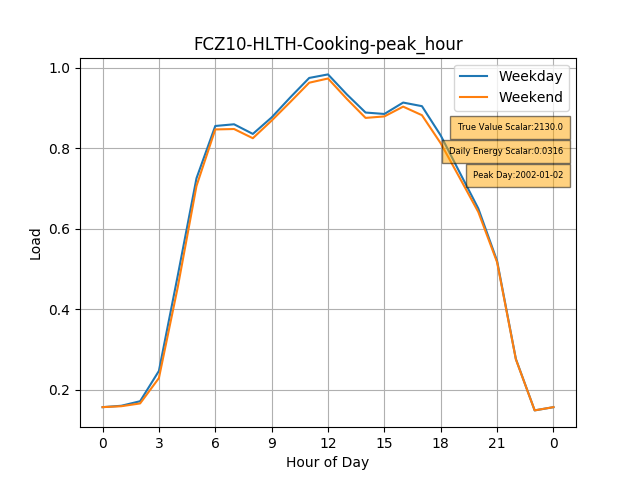 FCZ10-HLTH-Cooking-peak_hour
Weekday
Weekend
True Value Scalar:2130.0
Daily Energy Scalar:0.0316
Peak Day:2002-01-02
Load
1.0
0.8
0.6
0.4
0.2
0 3 6 9 12 15 18 21 0
Hour of Day